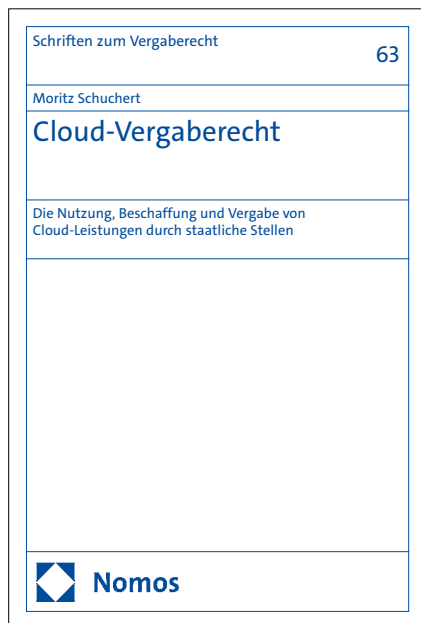 Schriften zum Vergaberecht
63
Moritz Schuchert
Cloud-Vergaberecht
Die Nutzung, Beschaffung und Vergabe von
Cloud-Leistungen durch staatliche Stellen
Nomos